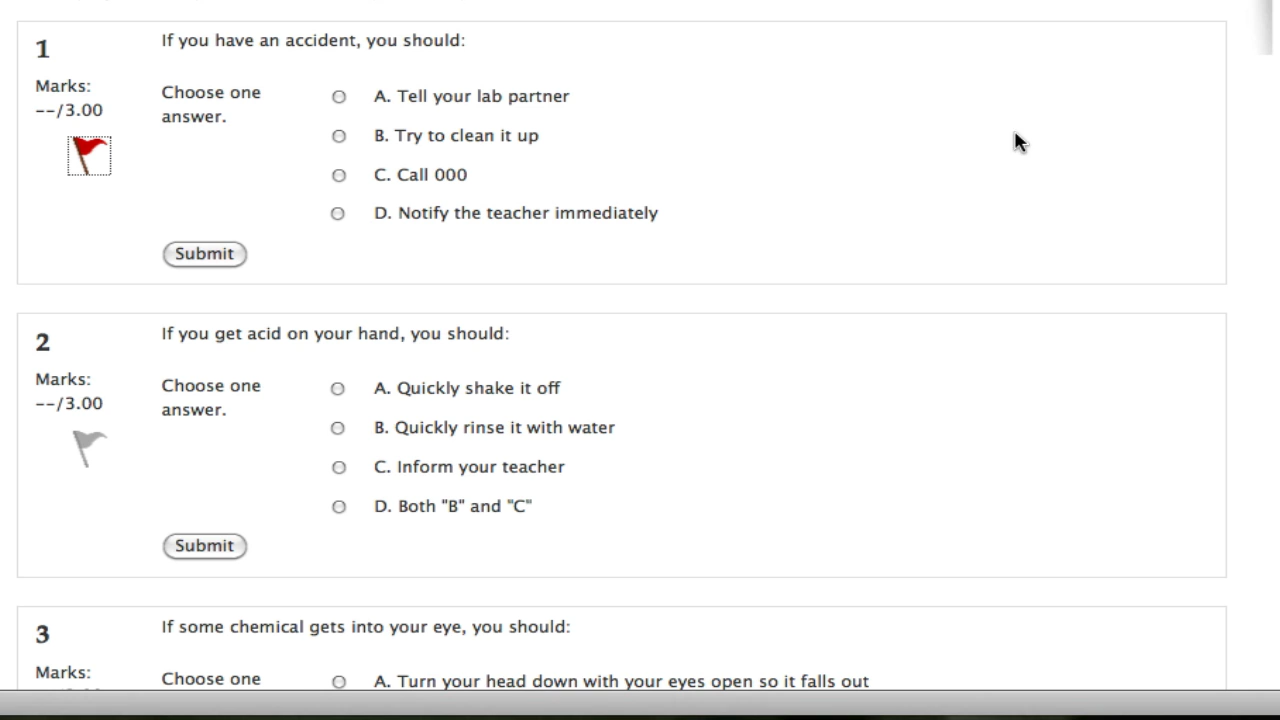 1
If you have an accident, you should:
Marks:
--/3.00
Choose one
answer.
A. Tell your lab partner
B. Try to clean it up
C. Call 000
D. Notify the teacher immediately
Submit
2
If you get acid on your hand, you should:
Marks:
--/3.00
Choose one
answer.
A. Quickly shake it off
B. Quickly rinse it with water
C. Inform your teacher
D. Both "B" and "C"
Submit
3
If some chemical gets into your eye, you should:
Marks:
Choose one
A. Turn your head down with your eyes open so it falls out